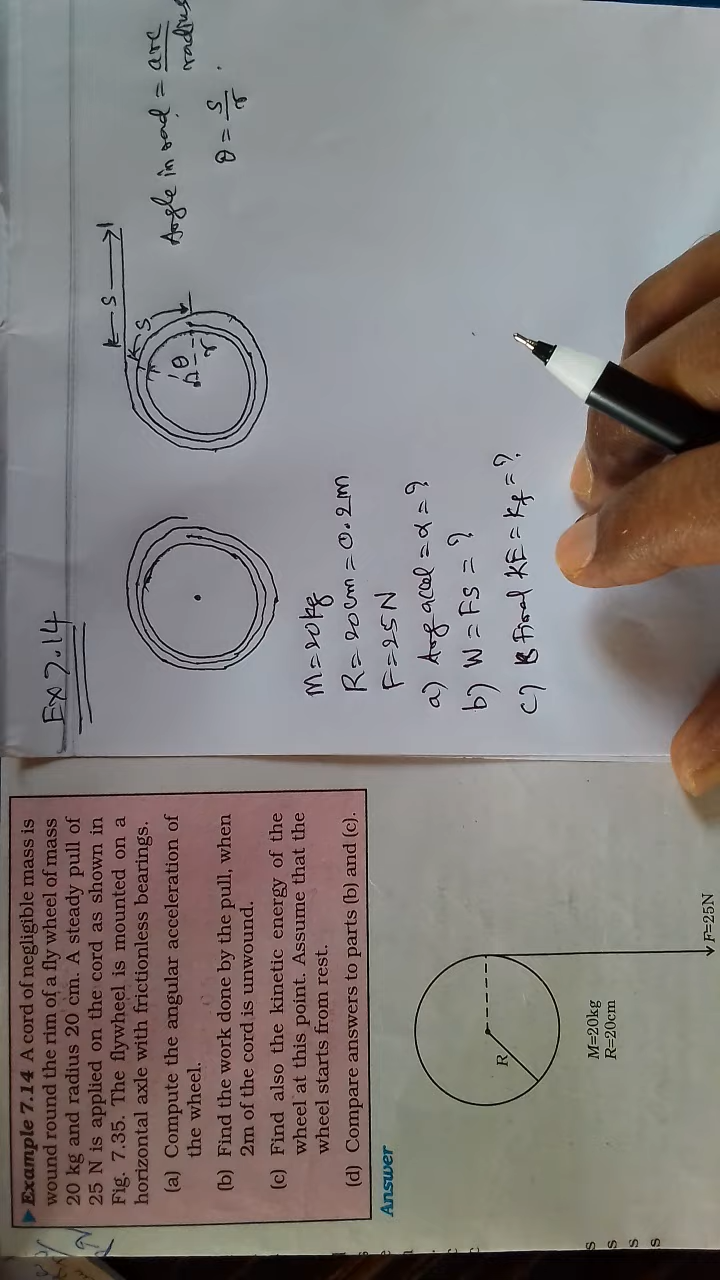 Example 7.14 A cord of negligible mass is
wound round the rim of a fly wheel of mass
20 kg and radius 20 cm. A steady pull of
25 N is applied on the cord as shown in
Fig. 7.35. The flywheel is mounted on a
horizontal axle with frictionless bearings.
(a) Compute the angular acceleration of
the wheel.
(b) Find the work done by the pull, when
2m of the cord is unwound.
(c) Find also the kinetic energy of the
wheel at this point. Assume that the
wheel starts from rest.
(d) Compare answers to parts (b) and (c).
Answer
R
M=20kg
R=20cm
F=25N
s
s
s
s
EX 7.14
S
S
θ
r
Angle in rad = arc/radius
θ = S/r .
M=20kg
R=20cm=0.2m
F=25N
a) Ang accel = α = ?
b) W = FS = ?
c) Final KE = Kf = ?